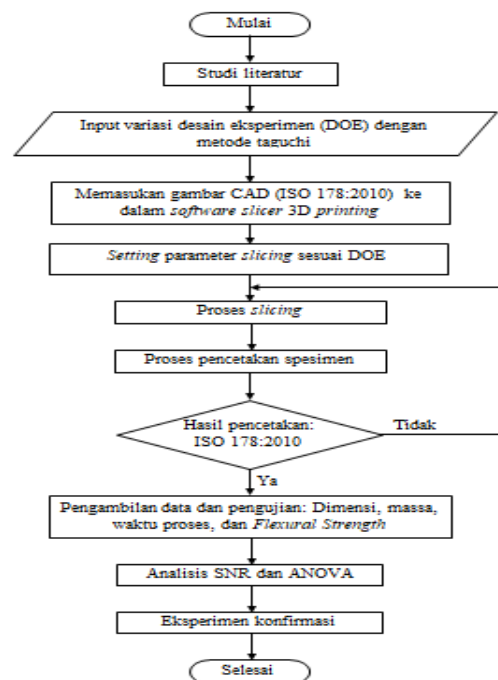 Mulai
Studi literatur
Input variasi desain eksperimen (DOE) dengan
metode taguchi
Memasukan gambar CAD (ISO 178:2010) ke
dalam software slicer 3D printing
Setting parameter slicing sesuai DOE
Proses slicing
Proses pencetakan spesimen
Hasil pencetakan:
ISO 178:2010
Tidak
Ya
Pengambilan data dan pengujian: Dimensi, massa,
waktu proses, dan Flexural Strength
Analisis SNR dan ANOVA
Eksperimen konfirmasi
Selesai